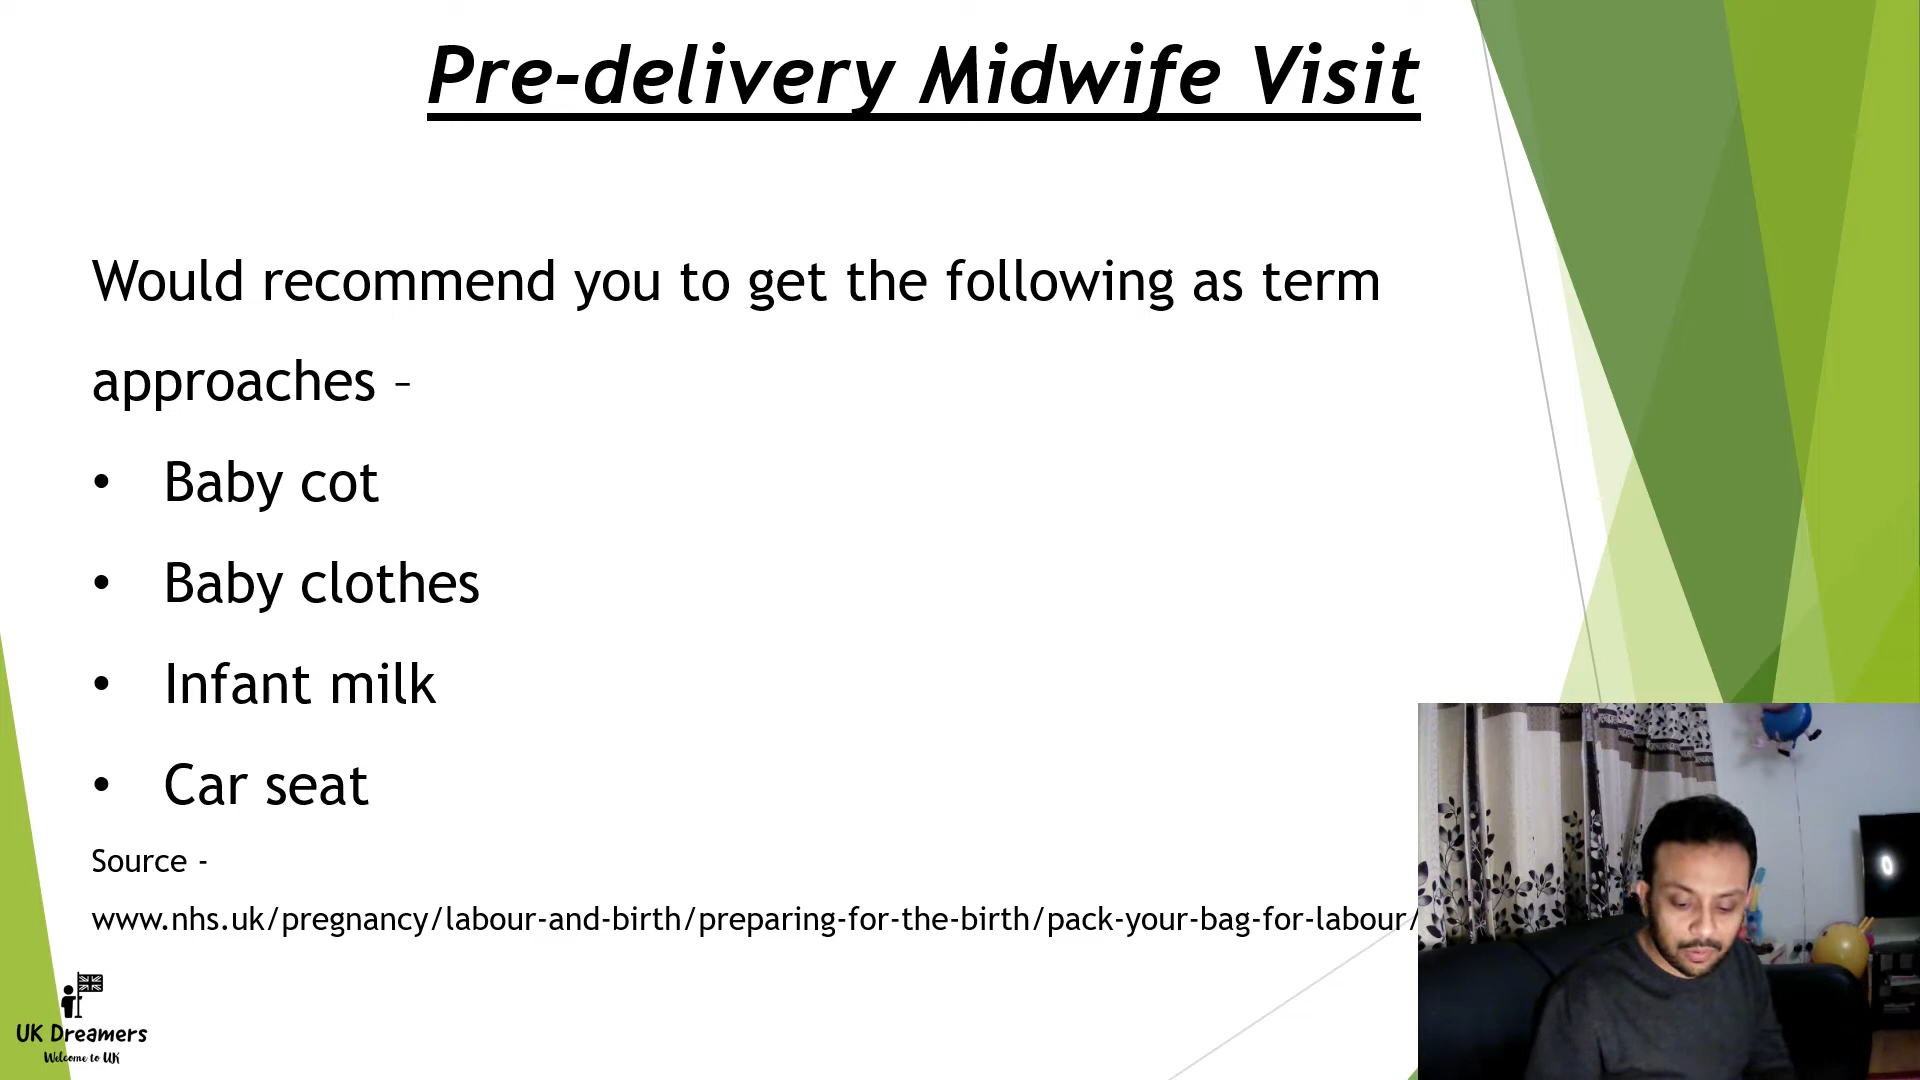 Pre-delivery Midwife Visit
Would recommend you to get the following as term
approaches –
• Baby cot
• Baby clothes
• Infant milk
• Car seat
Source -
www.nhs.uk/pregnancy/labour-and-birth/preparing-for-the-birth/pack-your-bag-for-labour/
UK Dreamers
Welcome to UK